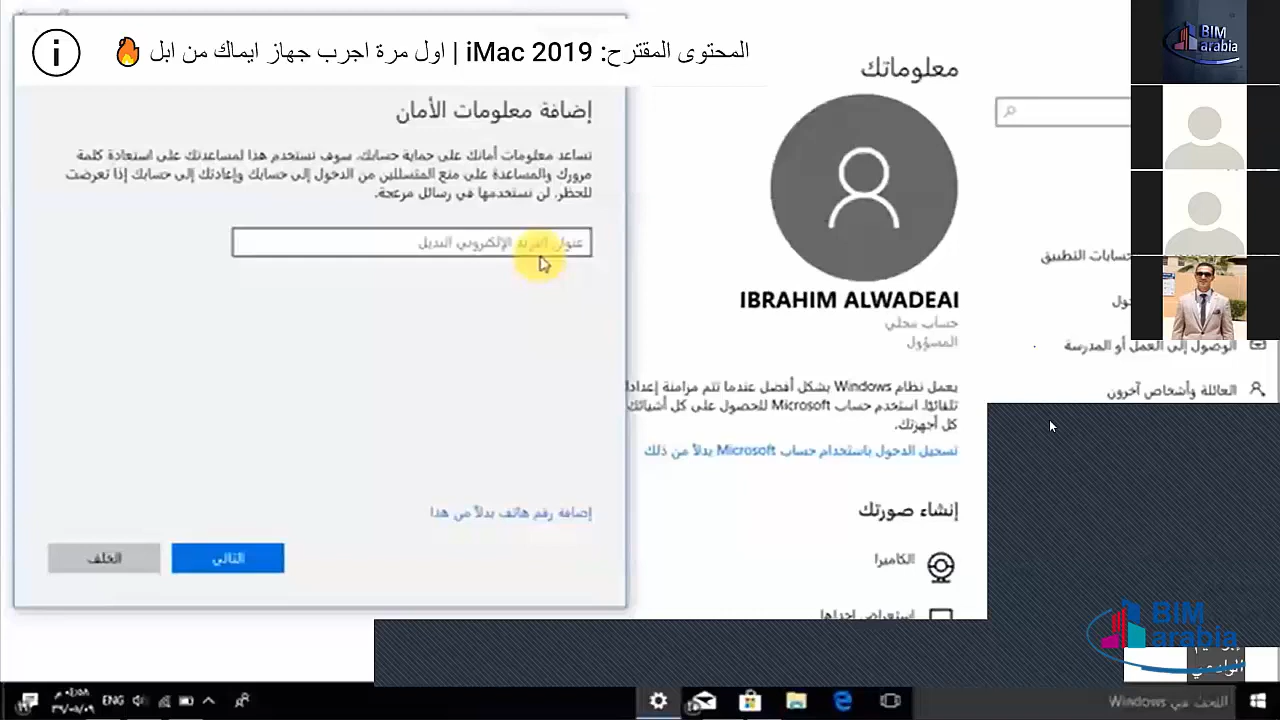 المحتوى المقترح: iMac 2019 | اول مرة اجرب جهاز ايماك من ابل 🔥
BIM
arabia
معلوماتك
IBRAHIM ALWADEAI
حساب محلي
المسؤول
يعمل نظام Windows بشكل أفضل عندما تتم مزامنة
تلقائيًا. استخدم حساب Microsoft للحصول على كل أشيائك
كل أجهزتك.
تسجيل الدخول باستخدام حساب Microsoft بدلاً من ذلك
إنشاء صورتك
الكاميرا
استعراض إحداها
الوصول إلى العمل أو المدرسة
العائلة وأشخاص آخرون
إضافة معلومات الأمان
تساعد معلومات أمانك على حماية حسابك. سوف نستخدم هذا لمساعدتك على استعادة كلمة
مرورك والمساعدة على منع المتسللين من الدخول إلى حسابك وإعادتك إلى حسابك إذا تعرضت
للحظر. لن نستخدمها في رسائل مزعجة.
عنوان البريد الإلكتروني البديل
إضافة رقم هاتف بدلاً من هذا
التالي
الخلف
BIM
arabia
البحث في Windows
ENG